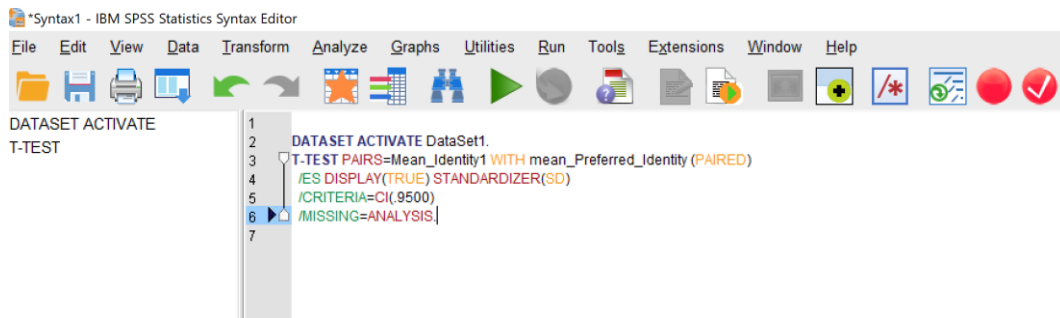 *Syntax1 - IBM SPSS Statistics Syntax Editor
File Edit View Data Transform Analyze Graphs Utilities Run Tools Extensions Window Help
DATASET ACTIVATE
T-TEST
1
2 DATASET ACTIVATE DataSet1.
3 T-TEST PAIRS=Mean_Identity1 WITH mean_Preferred_Identity (PAIRED)
4 /ES DISPLAY(TRUE) STANDARDIZER(SD)
5 /CRITERIA=CI(.9500)
6 /MISSING=ANALYSIS.
7